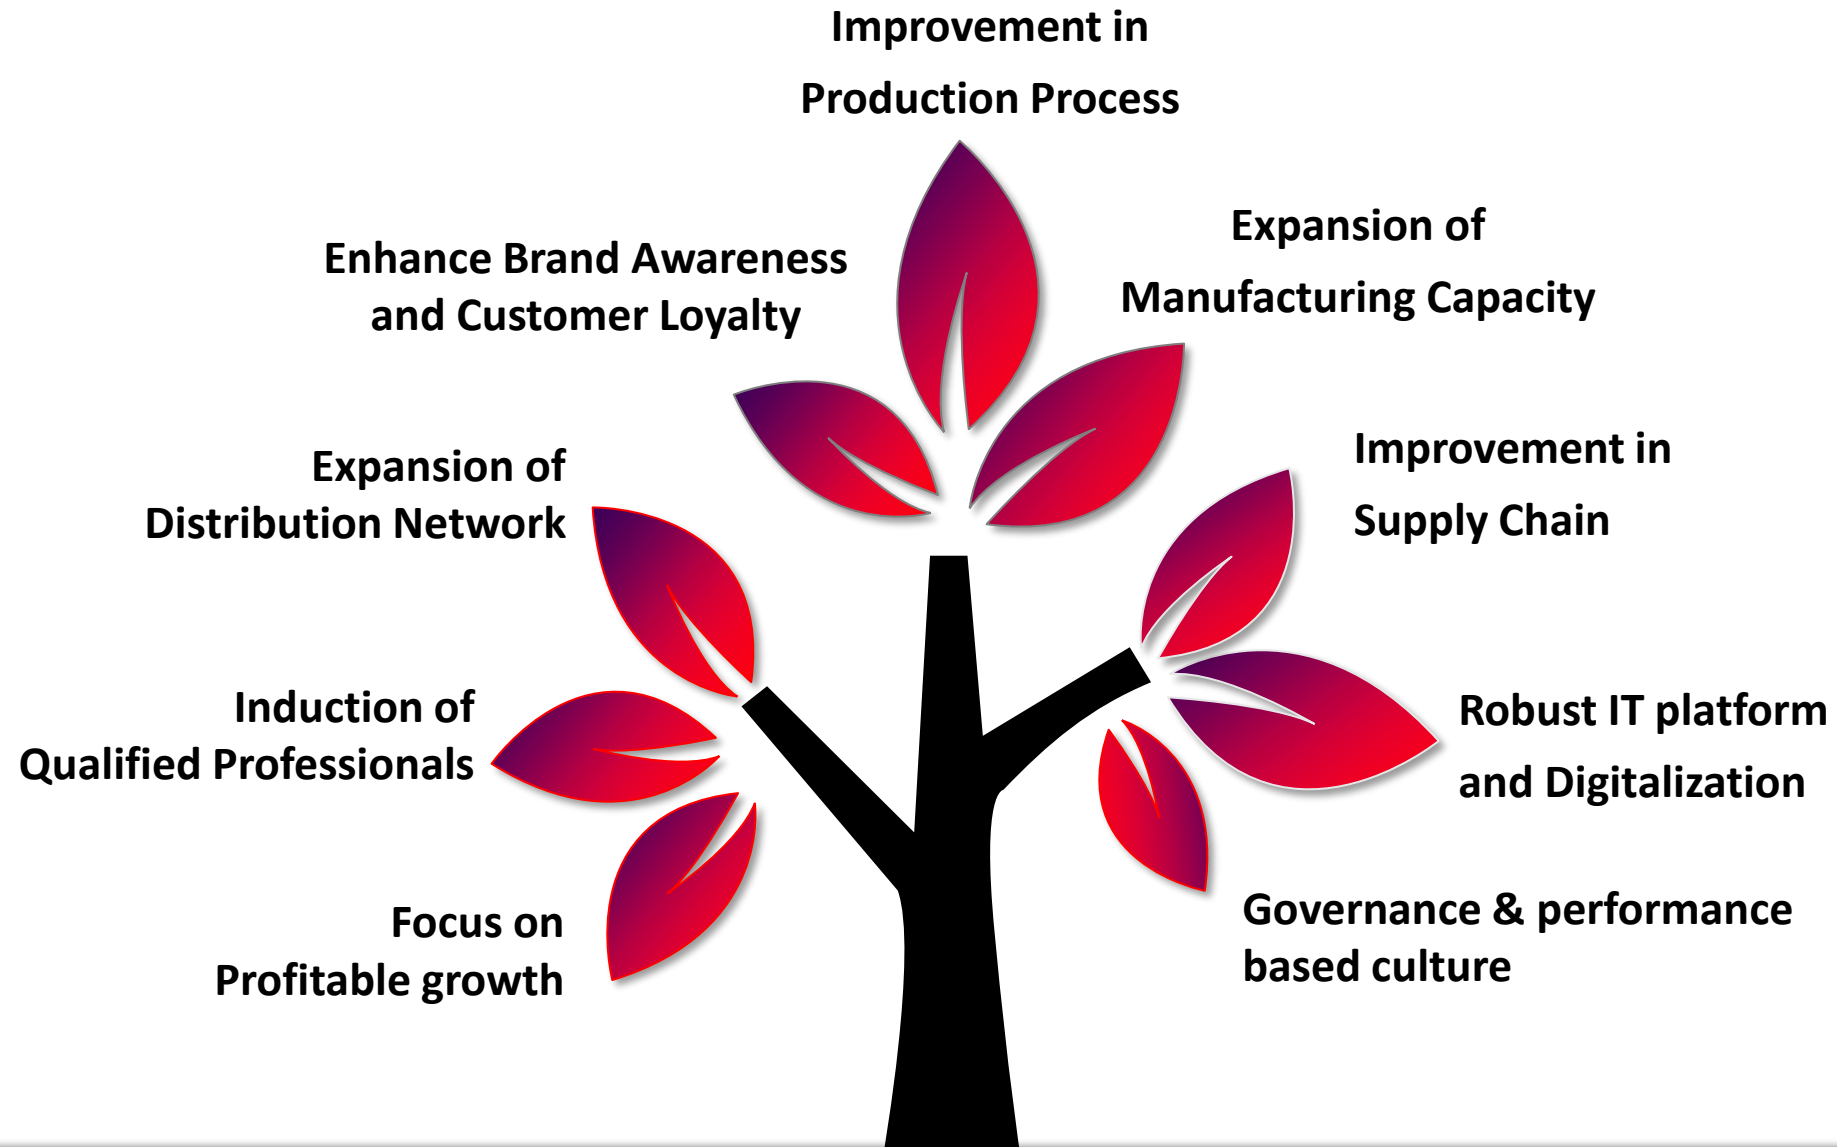 Improvement in
Production Process
Enhance Brand Awareness
and Customer Loyalty
Expansion of
Manufacturing Capacity
Expansion of
Distribution Network
Improvement in
Supply Chain
Induction of
Qualified Professionals
Robust IT platform
and Digitalization
Focus on
Profitable growth
Governance & performance
based culture